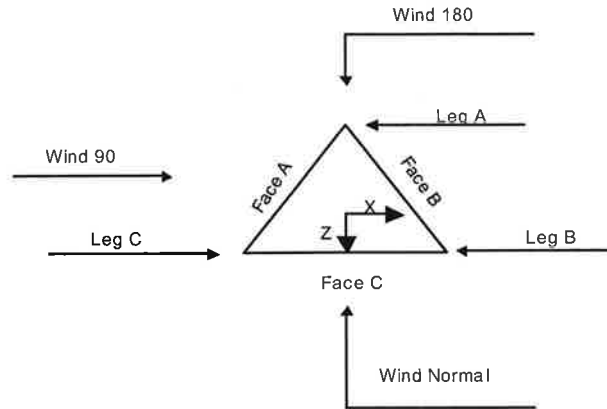 Wind 180
Leg A
Wind 90
Face A
Face B
X
Z
Leg C
Leg B
Face C
Wind Normal